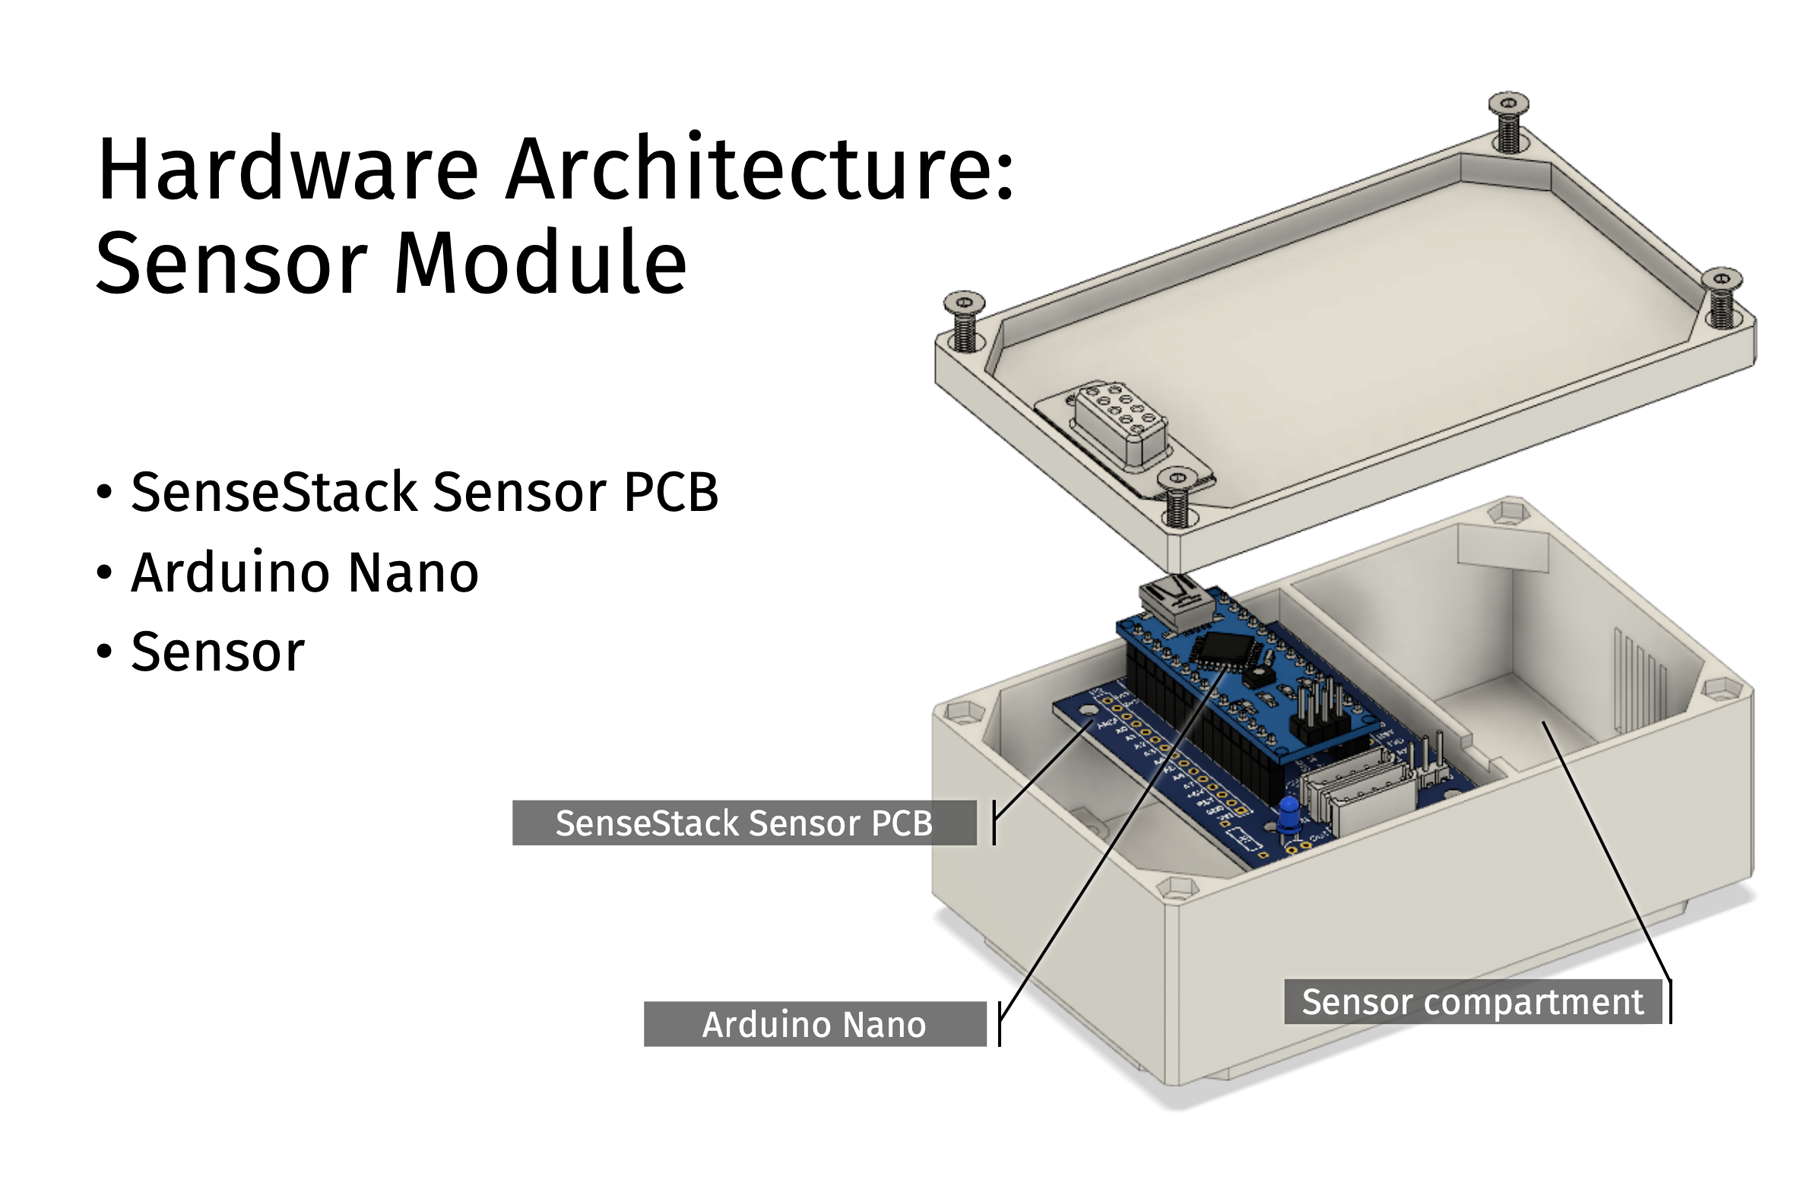 Hardware Architecture:
Sensor Module
• SenseStack Sensor PCB
• Arduino Nano
• Sensor
SenseStack Sensor PCB
Arduino Nano
Sensor compartment